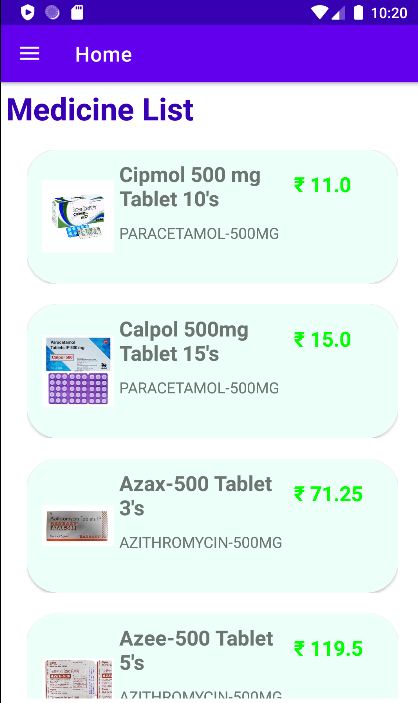 10:20
Home
Medicine List
Cipmol 500 mg
Tablet 10's
₹ 11.0
PARACETAMOL-500MG
Calpol 500mg
Tablet 15's
₹ 15.0
PARACETAMOL-500MG
Azax-500 Tablet
3's
₹ 71.25
AZITHROMYCIN-500MG
Azee-500 Tablet
5's
₹ 119.5
AZITHROMYCIN-500MG